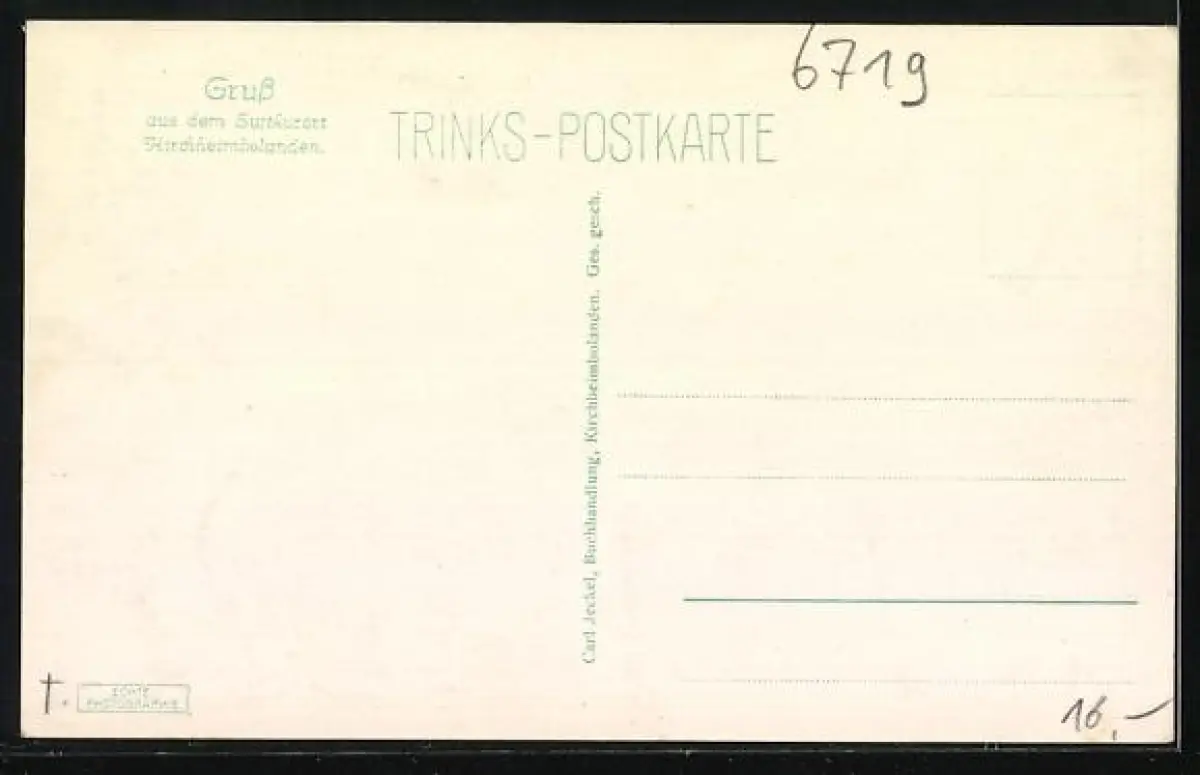 Gruß
aus dem Luftkurort
Kirchheimbolanden.
TRINKS-POSTKARTE
6719
Carl Jeckel, Buchhandlung, Kirchheimbolanden. Ges. gesch.
†.
ECHTE
PHOTOGRAPHIE
16,-